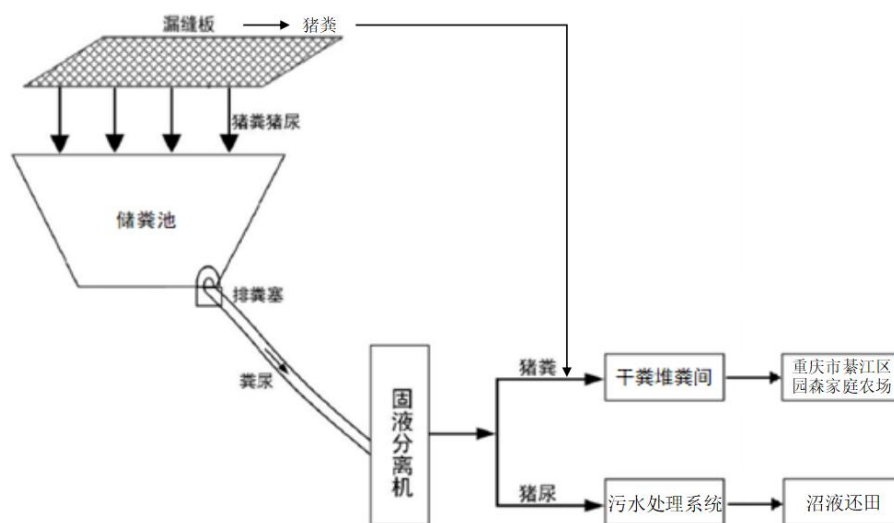 漏缝板
猪粪
猪粪猪尿
储粪池
排粪塞
粪尿
固液分离机
猪粪
干粪堆粪间
重庆市綦江区
园森家庭农场
猪尿
污水处理系统
沼液还田